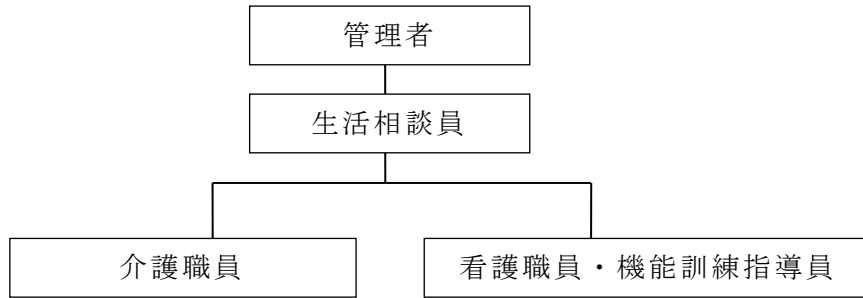 管理者
生活相談員
介護職員
看護職員・機能訓練指導員